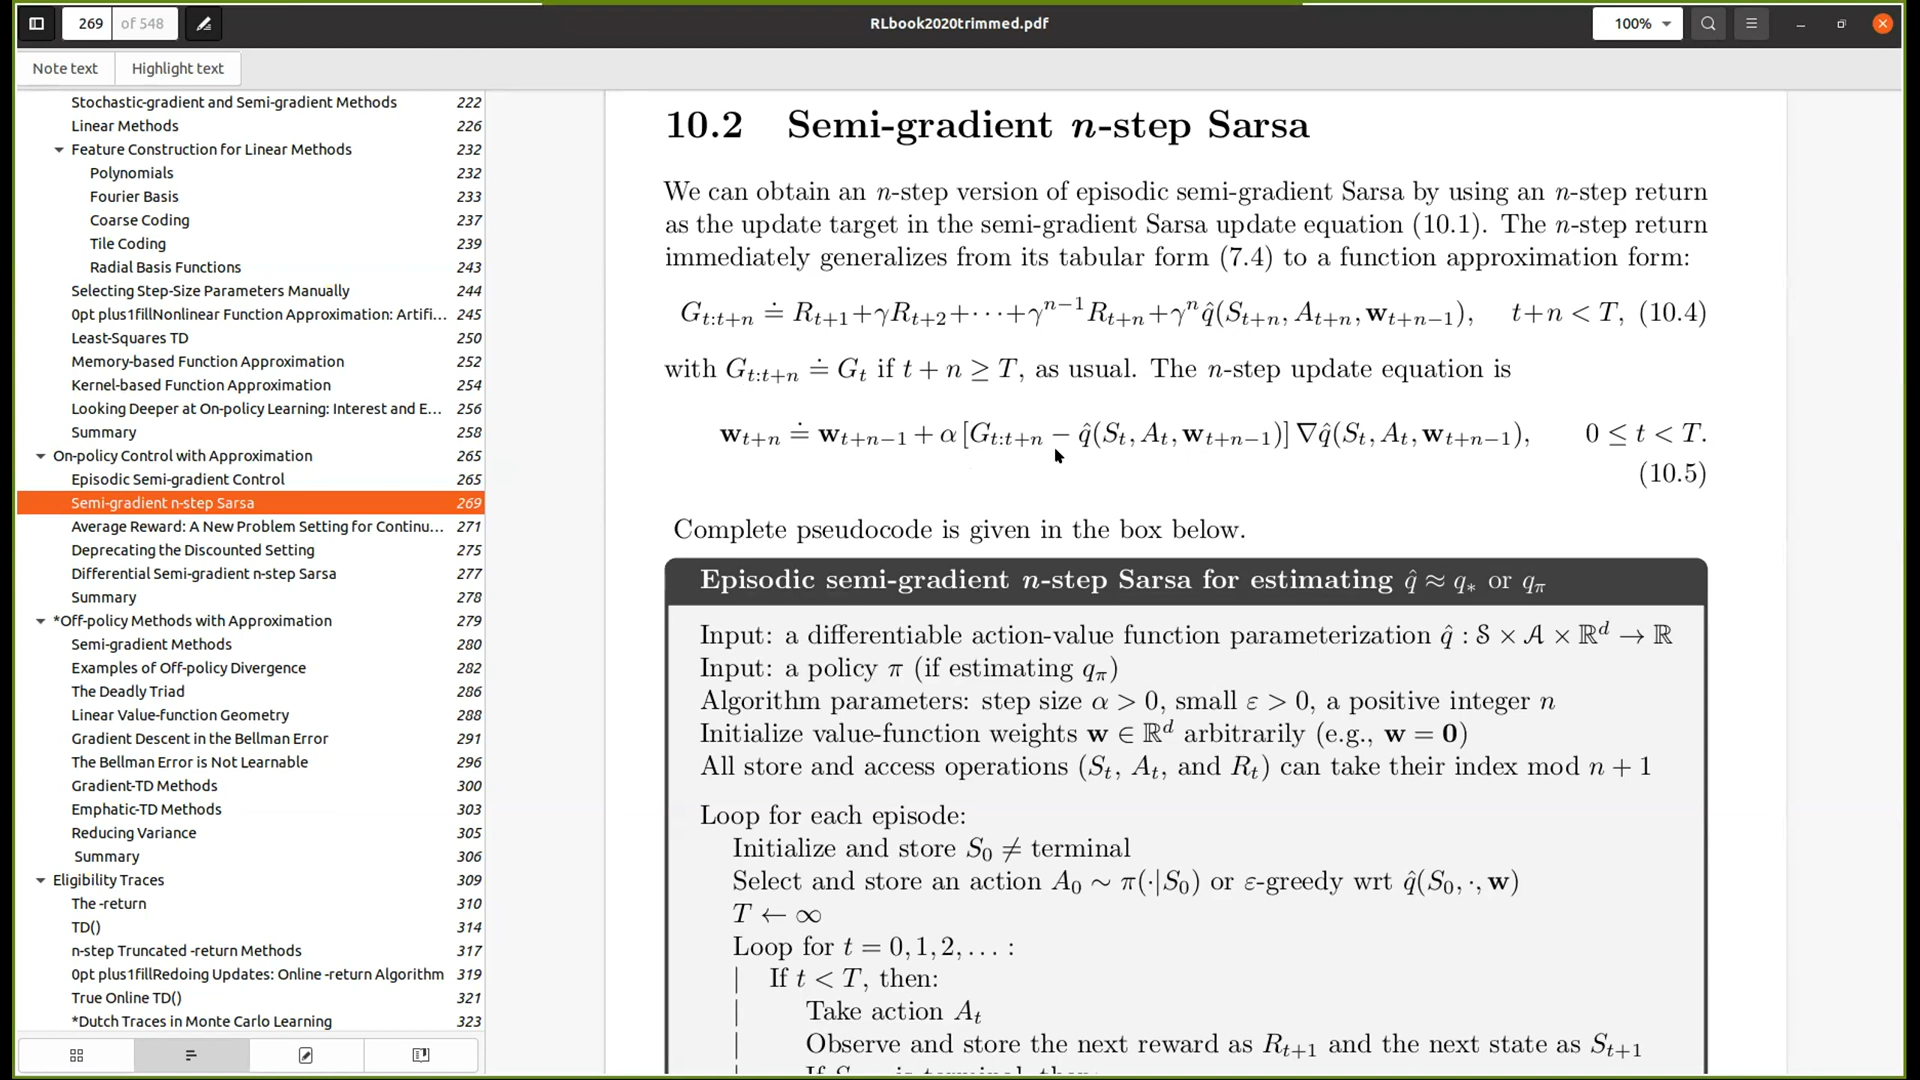 269 of 548
RLbook2020trimmed.pdf
100%
Note text
Highlight text
Stochastic-gradient and Semi-gradient Methods 222
Linear Methods 226
Feature Construction for Linear Methods 232
Polynomials 232
Fourier Basis 233
Coarse Coding 237
Tile Coding 239
Radial Basis Functions 243
Selecting Step-Size Parameters Manually 244
0pt plus1fillNonlinear Function Approximation: Artifi... 245
Least-Squares TD 250
Memory-based Function Approximation 252
Kernel-based Function Approximation 254
Looking Deeper at On-policy Learning: Interest and E... 256
Summary 258
On-policy Control with Approximation 265
Episodic Semi-gradient Control 265
Semi-gradient n-step Sarsa 269
Average Reward: A New Problem Setting for Continu... 271
Deprecating the Discounted Setting 275
Differential Semi-gradient n-step Sarsa 277
Summary 278
*Off-policy Methods with Approximation 279
Semi-gradient Methods 280
Examples of Off-policy Divergence 282
The Deadly Triad 286
Linear Value-function Geometry 288
Gradient Descent in the Bellman Error 291
The Bellman Error is Not Learnable 296
Gradient-TD Methods 300
Emphatic-TD Methods 303
Reducing Variance 305
Summary 306
Eligibility Traces 309
The -return 310
TD() 314
n-step Truncated -return Methods 317
0pt plus1fillRedoing Updates: Online -return Algorithm 319
True Online TD() 321
*Dutch Traces in Monte Carlo Learning 323
10.2 Semi-gradient n-step Sarsa
We can obtain an n-step version of episodic semi-gradient Sarsa by using an n-step return
as the update target in the semi-gradient Sarsa update equation (10.1). The n-step return
immediately generalizes from its tabular form (7.4) to a function approximation form:
G_{t:t+n} ≐ R_{t+1}+γR_{t+2}+···+γ^{n−1}R_{t+n}+γ^n q̂(S_{t+n}, A_{t+n}, w_{t+n−1}), t+n < T, (10.4)
with G_{t:t+n} ≐ G_t if t + n ≥ T, as usual. The n-step update equation is
w_{t+n} ≐ w_{t+n−1} + α [G_{t:t+n} − q̂(S_t, A_t, w_{t+n−1})] ∇q̂(S_t, A_t, w_{t+n−1}), 0 ≤ t < T.
(10.5)
Complete pseudocode is given in the box below.
Episodic semi-gradient n-step Sarsa for estimating q̂ ≈ q_* or q_π
Input: a differentiable action-value function parameterization q̂ : S × A × ℝ^d → ℝ
Input: a policy π (if estimating q_π)
Algorithm parameters: step size α > 0, small ε > 0, a positive integer n
Initialize value-function weights w ∈ ℝ^d arbitrarily (e.g., w = 0)
All store and access operations (S_t, A_t, and R_t) can take their index mod n + 1
Loop for each episode:
Initialize and store S_0 ≠ terminal
Select and store an action A_0 ∼ π(·|S_0) or ε-greedy wrt q̂(S_0, ·, w)
T ← ∞
Loop for t = 0, 1, 2, . . . :
| If t < T, then:
| Take action A_t
| Observe and store the next reward as R_{t+1} and the next state as S_{t+1}